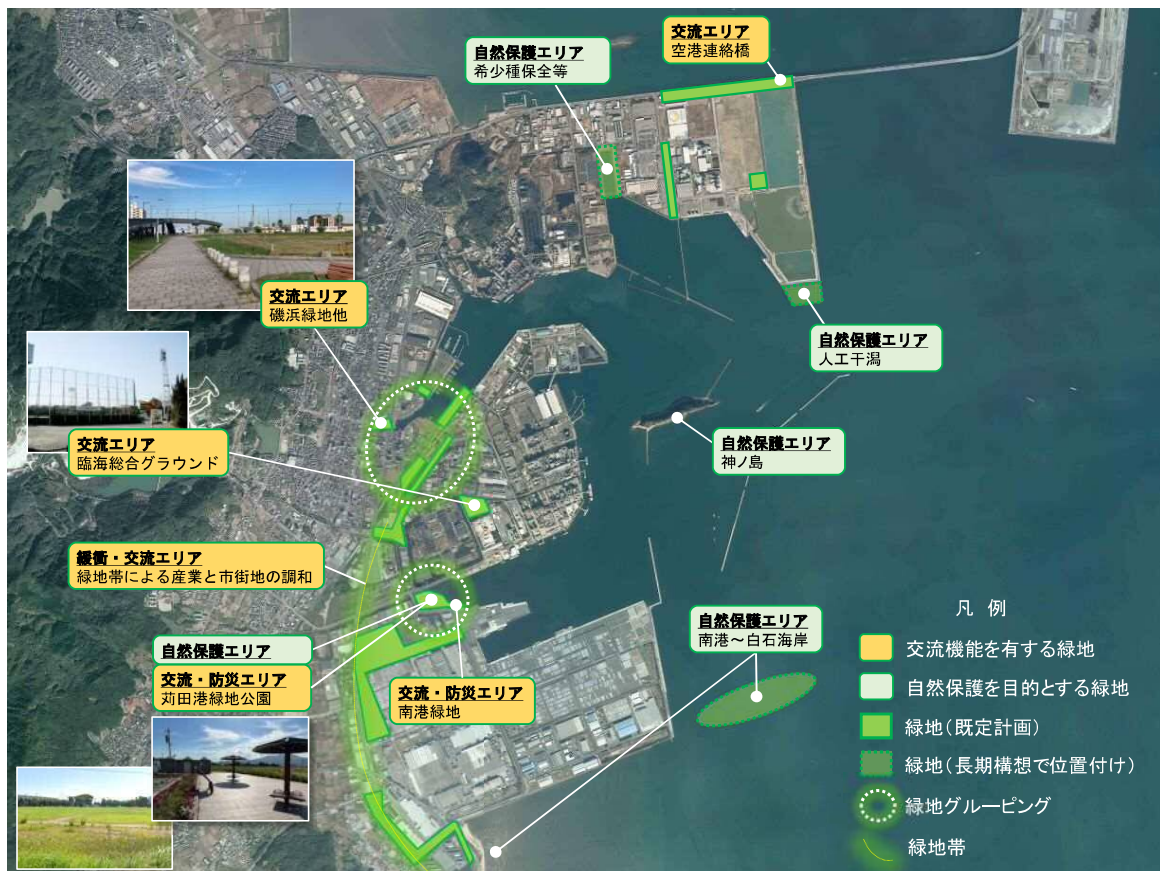 交流エリア
空港連絡橋
自然保護エリア
希少種保全等
交流エリア
磯浜緑地他
自然保護エリア
人工干潟
交流エリア
臨海総合グラウンド
自然保護エリア
神ノ島
緩衝・交流エリア
緑地帯による産業と市街地の調和
自然保護エリア
交流・防災エリア
苅田港緑地公園
交流・防災エリア
南港緑地
自然保護エリア
南港～白石海岸
凡 例
交流機能を有する緑地
自然保護を目的とする緑地
緑地（既定計画）
緑地（長期構想で位置付け）
緑地グルーピング
緑地帯